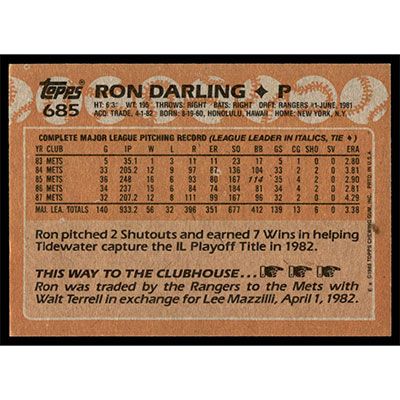 Topps
685
RON DARLING ♦ P
HT: 6'3" WT: 195 THROWS: RIGHT BATS: RIGHT DRFT: RANGERS #1-JUNE, 1981
ACQ: TRADE, 4-1-82 BORN: 8-19-60, HONOLULU, HAWAII HOME: NEW YORK, N.Y.
COMPLETE MAJOR LEAGUE PITCHING RECORD (LEAGUE LEADER IN ITALICS, TIE ♦)
YR CLUB G IP W L R ER SO BB GS CG SHO SV ERA
83 METS 5 35.1 1 3 11 11 23 17 5 1 0 0 2.80
84 METS 33 205.2 12 9 97 87 136 104 33 2 2 0 3.81
85 METS 36 248 16 6 93 80 167 114 35 4 2 0 2.90
86 METS 34 237 15 6 84 74 184 81 34 4 2 0 2.81
87 METS 32 207.2 12 8 111 99 167 96 32 2 0 0 4.29
MAJ. LEA. TOTALS 140 933.2 56 32 396 351 677 412 139 13 6 0 3.38
Ron pitched 2 Shutouts and earned 7 Wins in helping
Tidewater capture the IL Playoff Title in 1982.
THIS WAY TO THE CLUBHOUSE...
Ron was traded by the Rangers to the Mets with
Walt Terrell in exchange for Lee Mazzilli, April 1, 1982.
©1988 TOPPS CHEWING GUM, INC. PRTD. IN U.S.A.